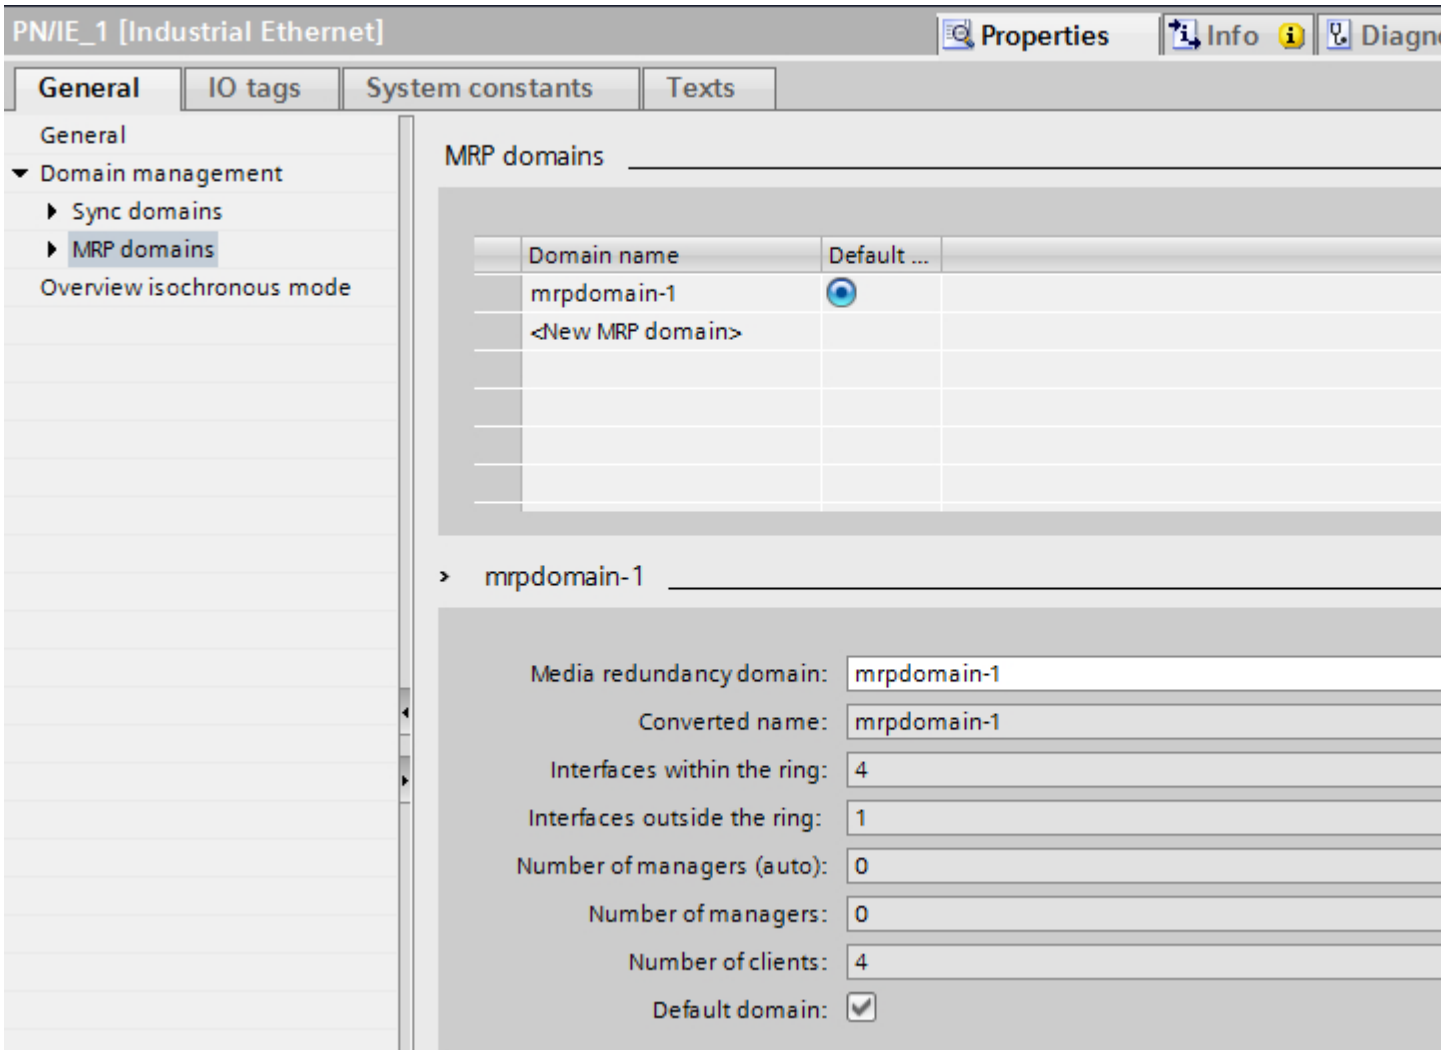 PN/IE_1 [Industrial Ethernet]
Properties
Info
Diagn
General
IO tags
System constants
Texts
General
Domain management
Sync domains
MRP domains
Overview isochronous mode
MRP domains
Domain name
Default ...
mrpdomain-1
<New MRP domain>
mrpdomain-1
Media redundancy domain: mrpdomain-1
Converted name: mrpdomain-1
Interfaces within the ring: 4
Interfaces outside the ring: 1
Number of managers (auto): 0
Number of managers: 0
Number of clients: 4
Default domain: